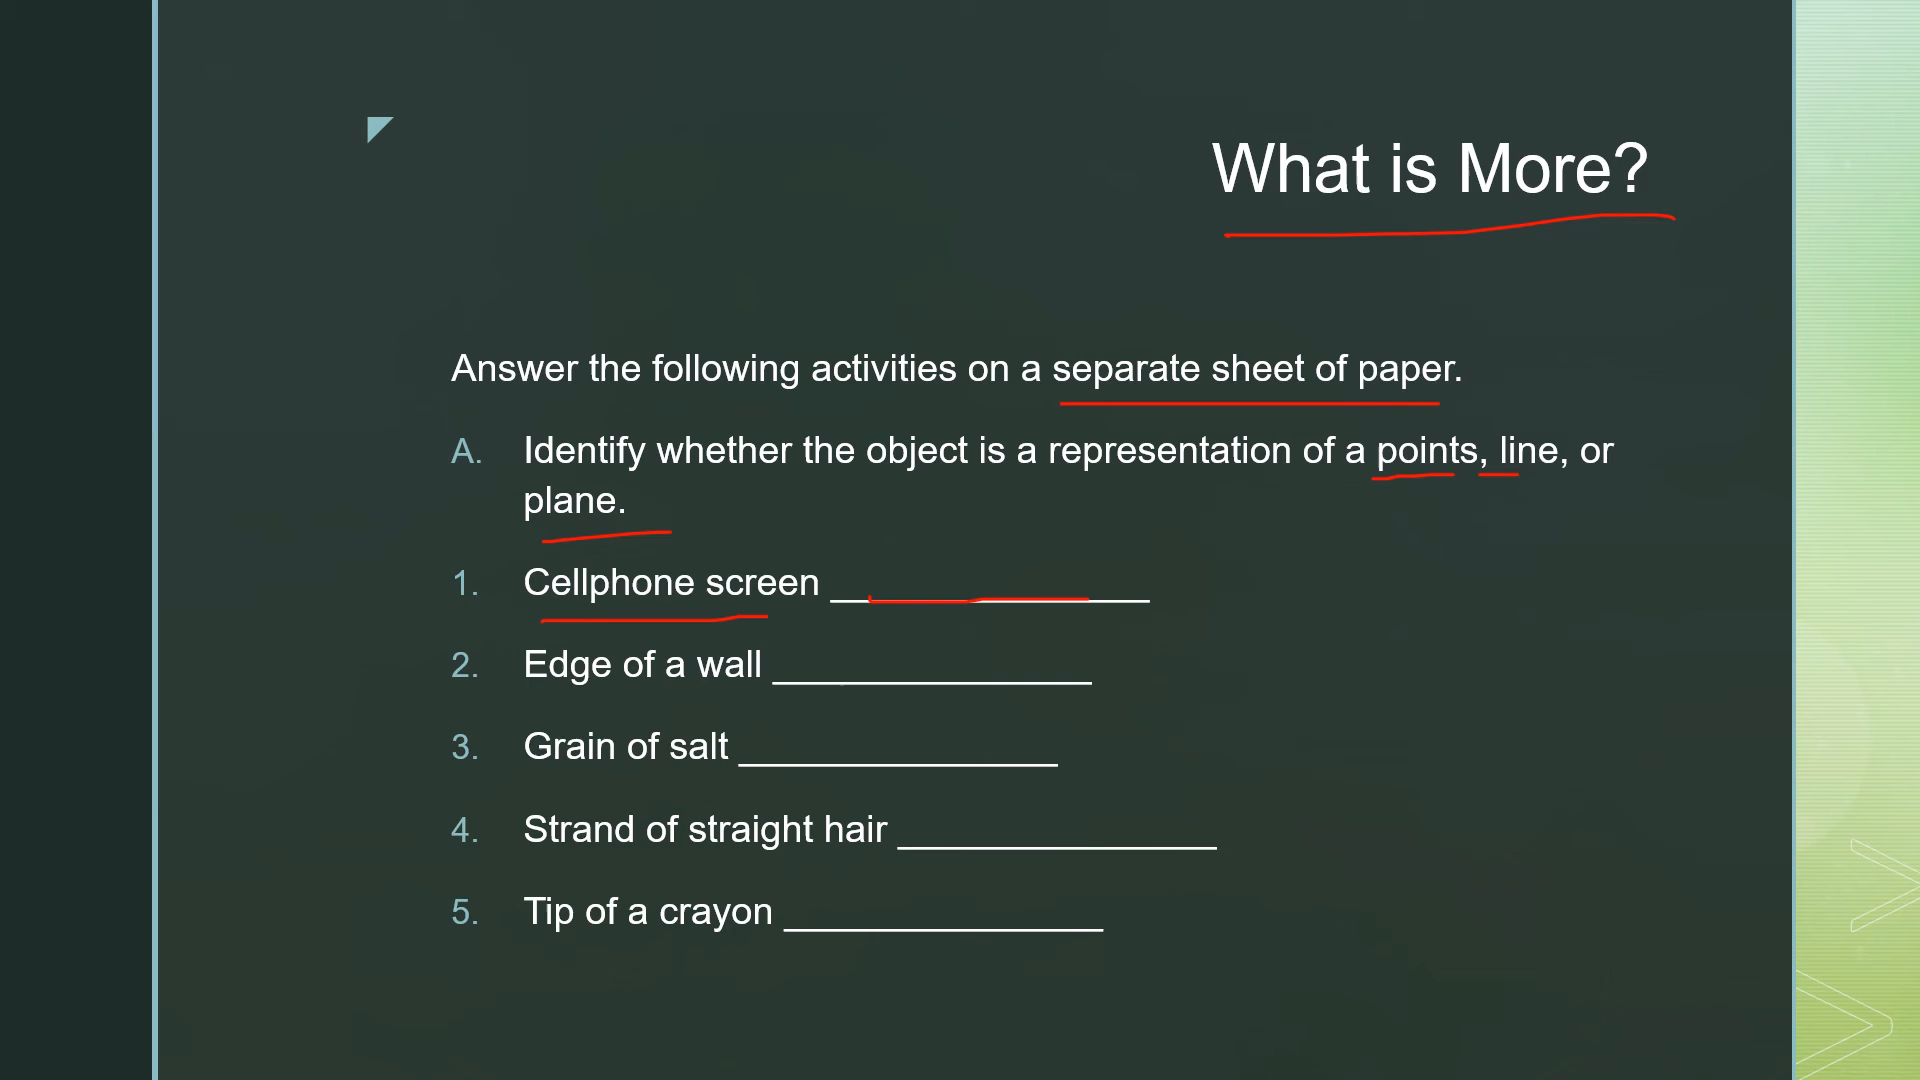 What is More?
Answer the following activities on a separate sheet of paper.
A. Identify whether the object is a representation of a points, line, or
plane.
1. Cellphone screen _______________
2. Edge of a wall _______________
3. Grain of salt _______________
4. Strand of straight hair _______________
5. Tip of a crayon _______________